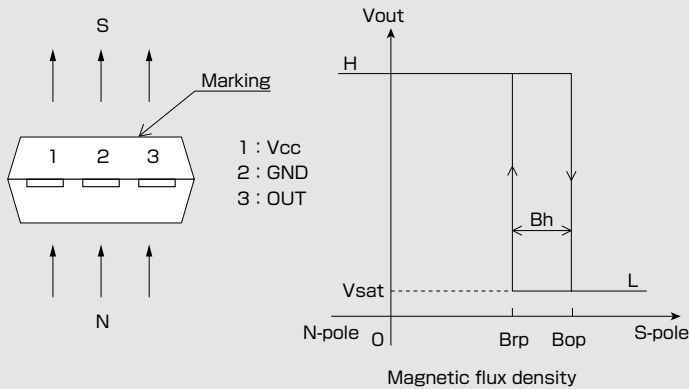 S
Marking
1 2 3
N
1 : Vcc
2 : GND
3 : OUT
Vout
H
Bh
Vsat
L
N-pole 0 Brp Bop S-pole
Magnetic flux density